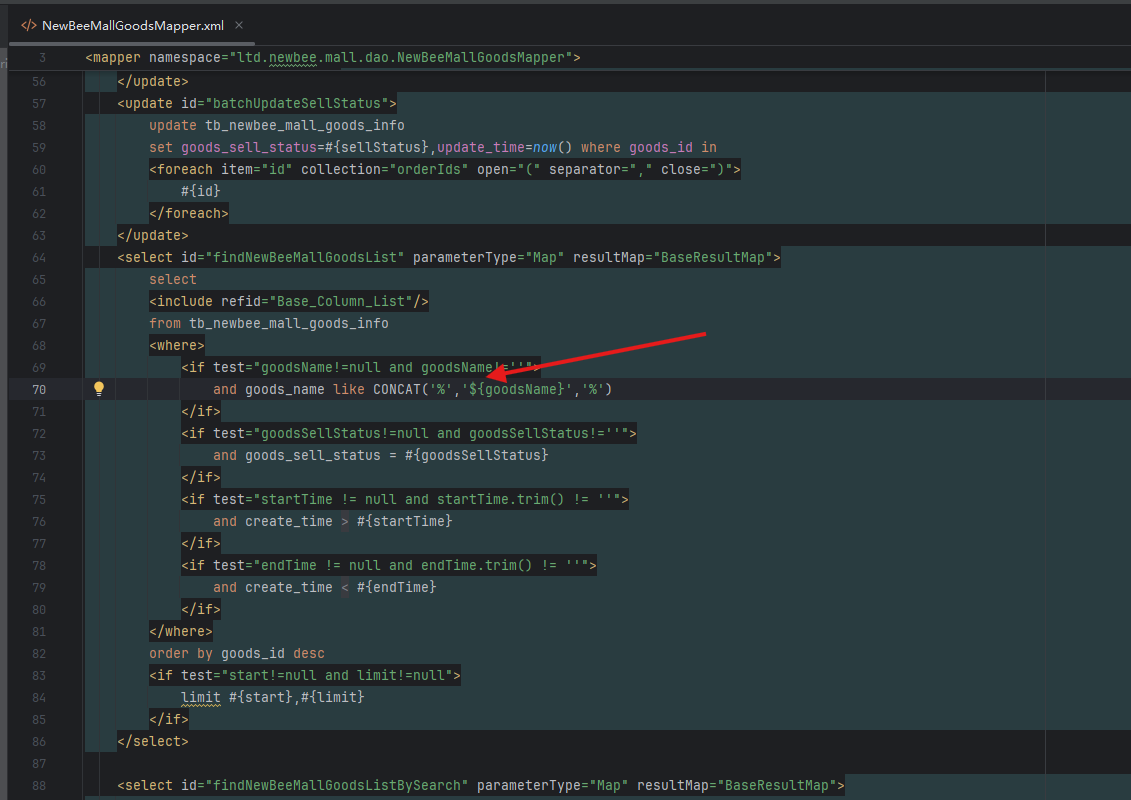 NewBeeMallGoodsMapper.xml
3 <mapper namespace="ltd.newbee.mall.dao.NewBeeMallGoodsMapper">
56 </update>
57 <update id="batchUpdateSellStatus">
58 update tb_newbee_mall_goods_info
59 set goods_sell_status=#{sellStatus},update_time=now() where goods_id in
60 <foreach item="id" collection="orderIds" open="(" separator="," close=")">
61 #{id}
62 </foreach>
63 </update>
64 <select id="findNewBeeMallGoodsList" parameterType="Map" resultMap="BaseResultMap">
65 select
66 <include refid="Base_Column_List"/>
67 from tb_newbee_mall_goods_info
68 <where>
69 <if test="goodsName!=null and goodsName!=''">
70 and goods_name like CONCAT('%','${goodsName}','%')
71 </if>
72 <if test="goodsSellStatus!=null and goodsSellStatus!=''">
73 and goods_sell_status = #{goodsSellStatus}
74 </if>
75 <if test="startTime != null and startTime.trim() != ''">
76 and create_time > #{startTime}
77 </if>
78 <if test="endTime != null and endTime.trim() != ''">
79 and create_time < #{endTime}
80 </if>
81 </where>
82 order by goods_id desc
83 <if test="start!=null and limit!=null">
84 limit #{start},#{limit}
85 </if>
86 </select>
87
88 <select id="findNewBeeMallGoodsListBySearch" parameterType="Map" resultMap="BaseResultMap">